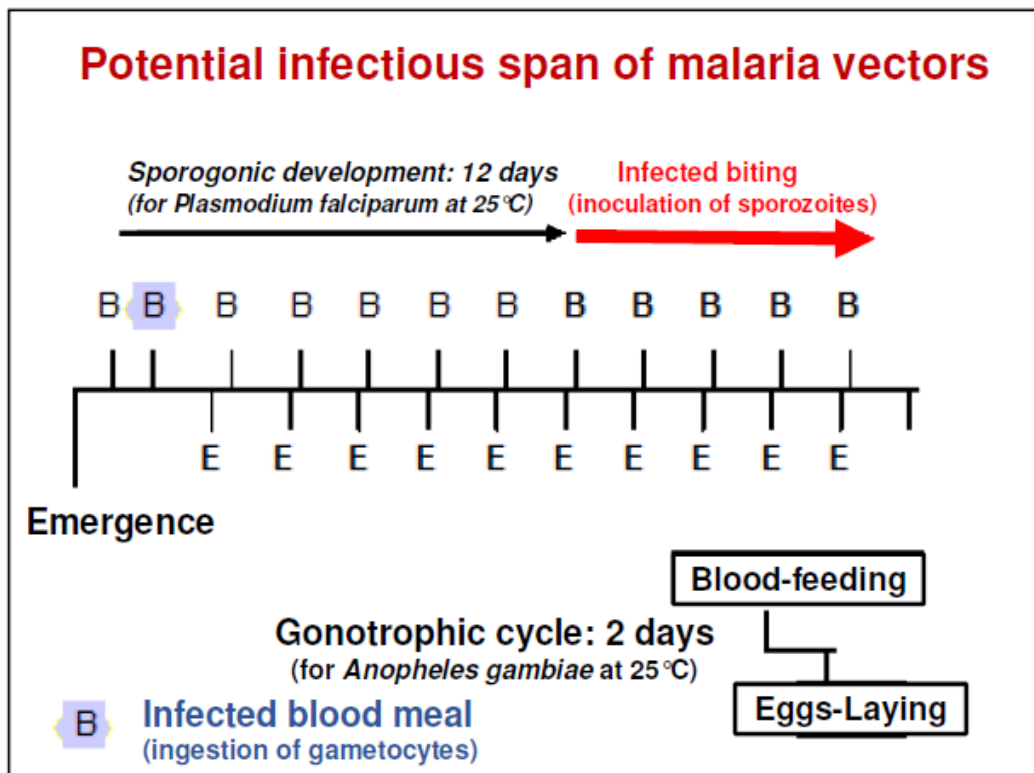 Potential infectious span of malaria vectors
Sporogonic development: 12 days
(for Plasmodium falciparum at 25°C)
Infected biting
(inoculation of sporozoites)
B B B B B B B B B B B B
E E E E E E E E E E
Emergence
Blood-feeding
Gonotrophic cycle: 2 days
(for Anopheles gambiae at 25°C)
Eggs-Laying
B Infected blood meal
(ingestion of gametocytes)